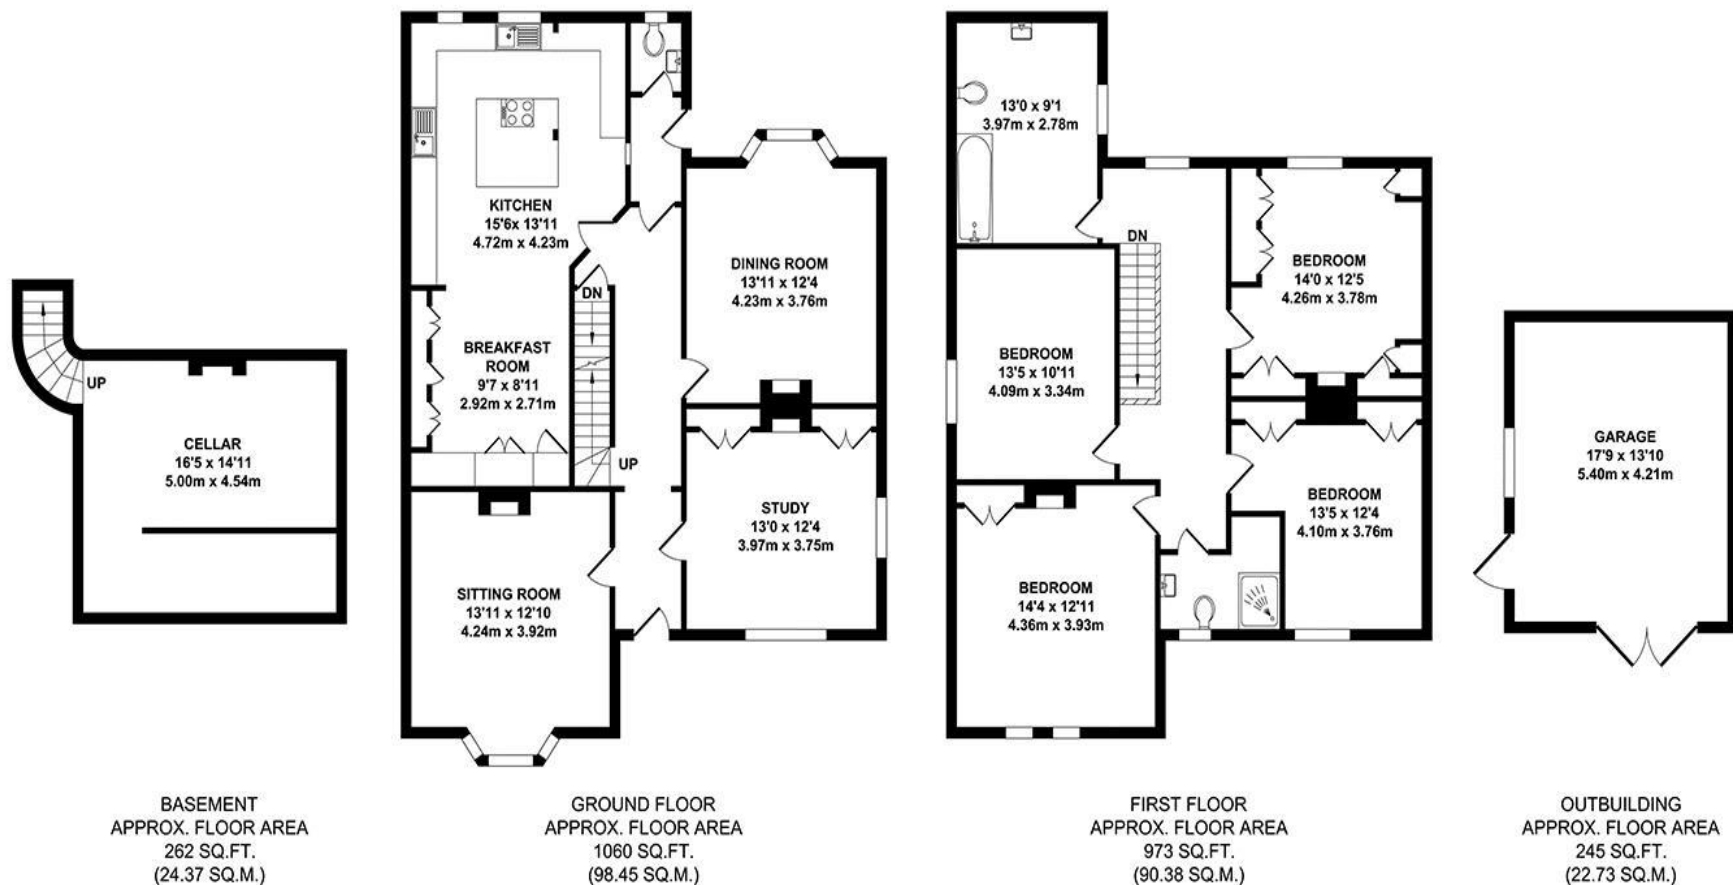 UP
CELLAR
16'5 x 14'11
5.00m x 4.54m
BASEMENT
APPROX. FLOOR AREA
262 SQ.FT.
(24.37 SQ.M.)
KITCHEN
15'6x 13'11
4.72m x 4.23m
DINING ROOM
13'11 x 12'4
4.23m x 3.76m
DN
BREAKFAST
ROOM
9'7 x 8'11
2.92m x 2.71m
UP
STUDY
13'0 x 12'4
3.97m x 3.75m
SITTING ROOM
13'11 x 12'10
4.24m x 3.92m
GROUND FLOOR
APPROX. FLOOR AREA
1060 SQ.FT.
(98.45 SQ.M.)
13'0 x 9'1
3.97m x 2.78m
DN
BEDROOM
14'0 x 12'5
4.26m x 3.78m
BEDROOM
13'5 x 10'11
4.09m x 3.34m
BEDROOM
13'5 x 12'4
4.10m x 3.76m
BEDROOM
14'4 x 12'11
4.36m x 3.93m
FIRST FLOOR
APPROX. FLOOR AREA
973 SQ.FT.
(90.38 SQ.M.)
GARAGE
17'9 x 13'10
5.40m x 4.21m
OUTBUILDING
APPROX. FLOOR AREA
245 SQ.FT.
(22.73 SQ.M.)